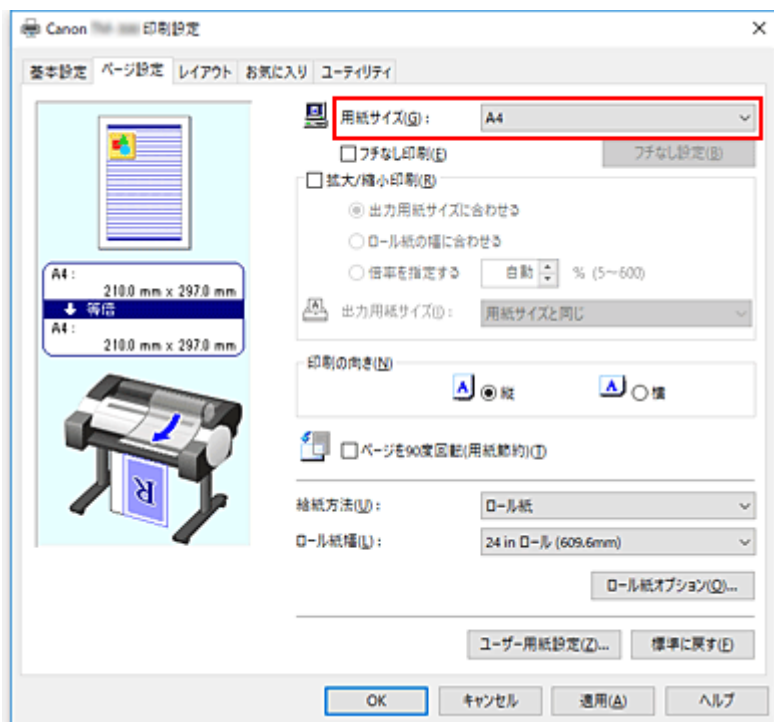 Canon 印刷設定
基本設定 ページ設定 レイアウト お気に入り ユーティリティ
用紙サイズ(G): A4
フチなし印刷(E) フチなし設定(B)
拡大/縮小印刷(R)
出力用紙サイズに合わせる
ロール紙の幅に合わせる
倍率を指定する 自動 % (5～600)
出力用紙サイズ(I): 用紙サイズと同じ
A4:
210.0 mm x 297.0 mm
等倍
A4:
210.0 mm x 297.0 mm
印刷の向き(N)
A 縦 A 横
ページを90度回転(用紙節約)(T)
R
給紙方法(U): ロール紙
ロール紙幅(L): 24 in ロール (609.6mm)
ロール紙オプション(O)...
ユーザー用紙設定(Z)... 標準に戻す(F)
OK キャンセル 適用(A) ヘルプ